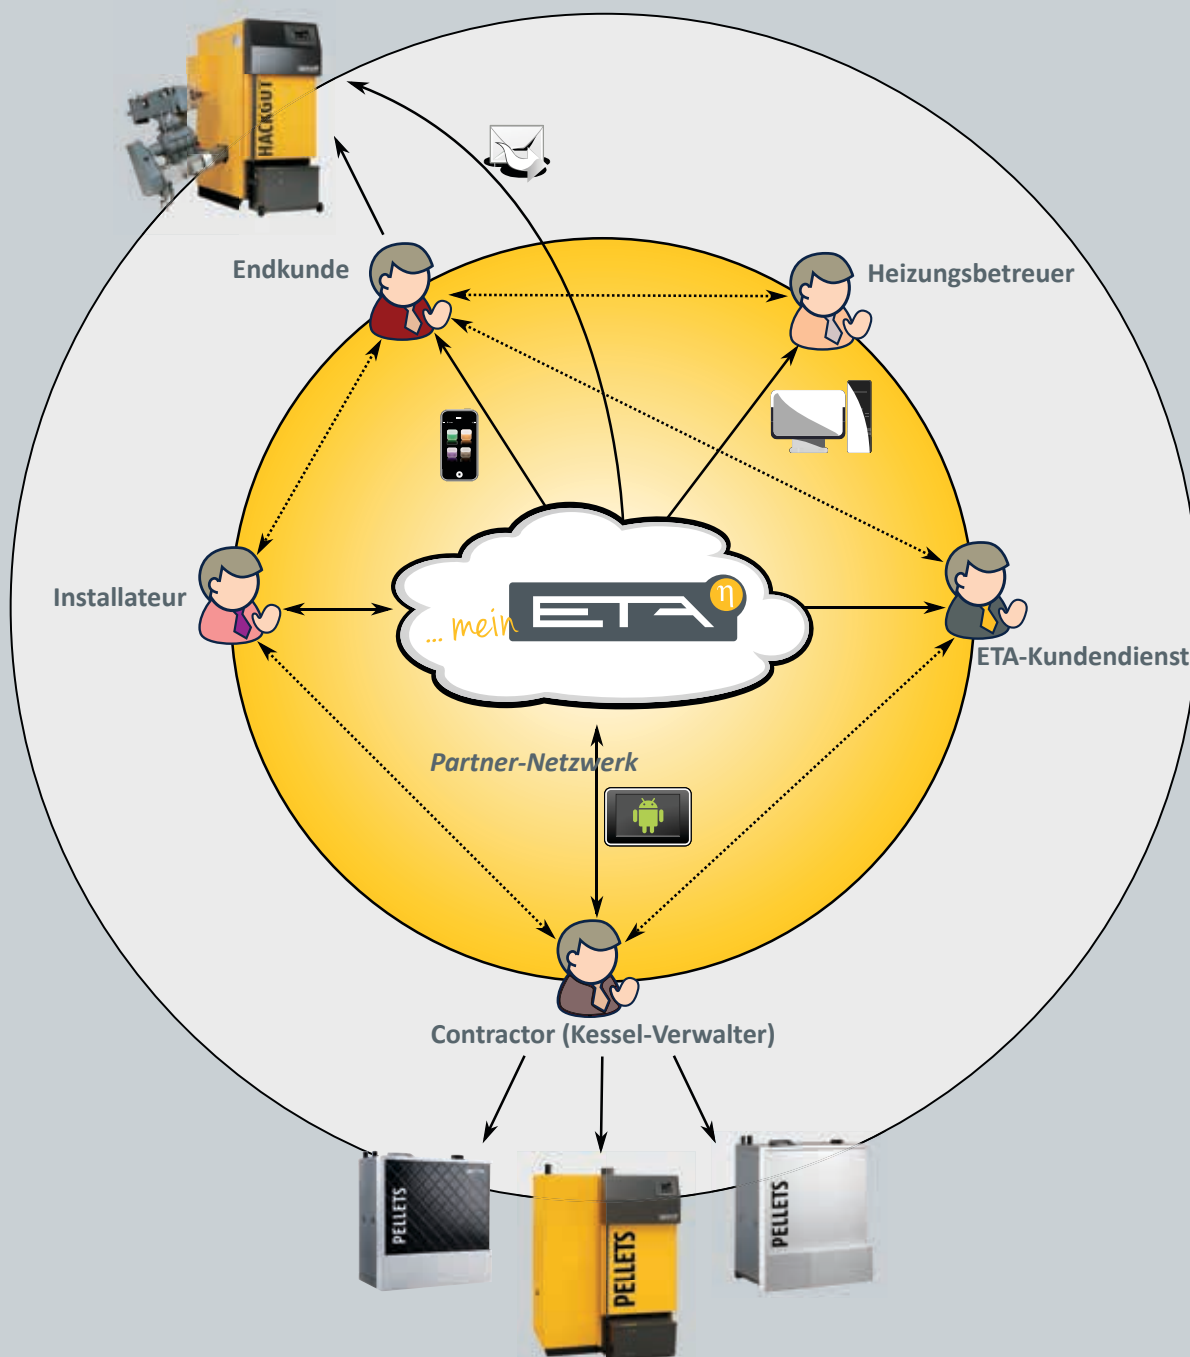 HACKGUT
Endkunde
Heizungsbetreuer
Installateur
... mein ETA η
ETA-Kundendienst
Partner-Netzwerk
Contractor (Kessel-Verwalter)
PELLETS
PELLETS
PELLETS